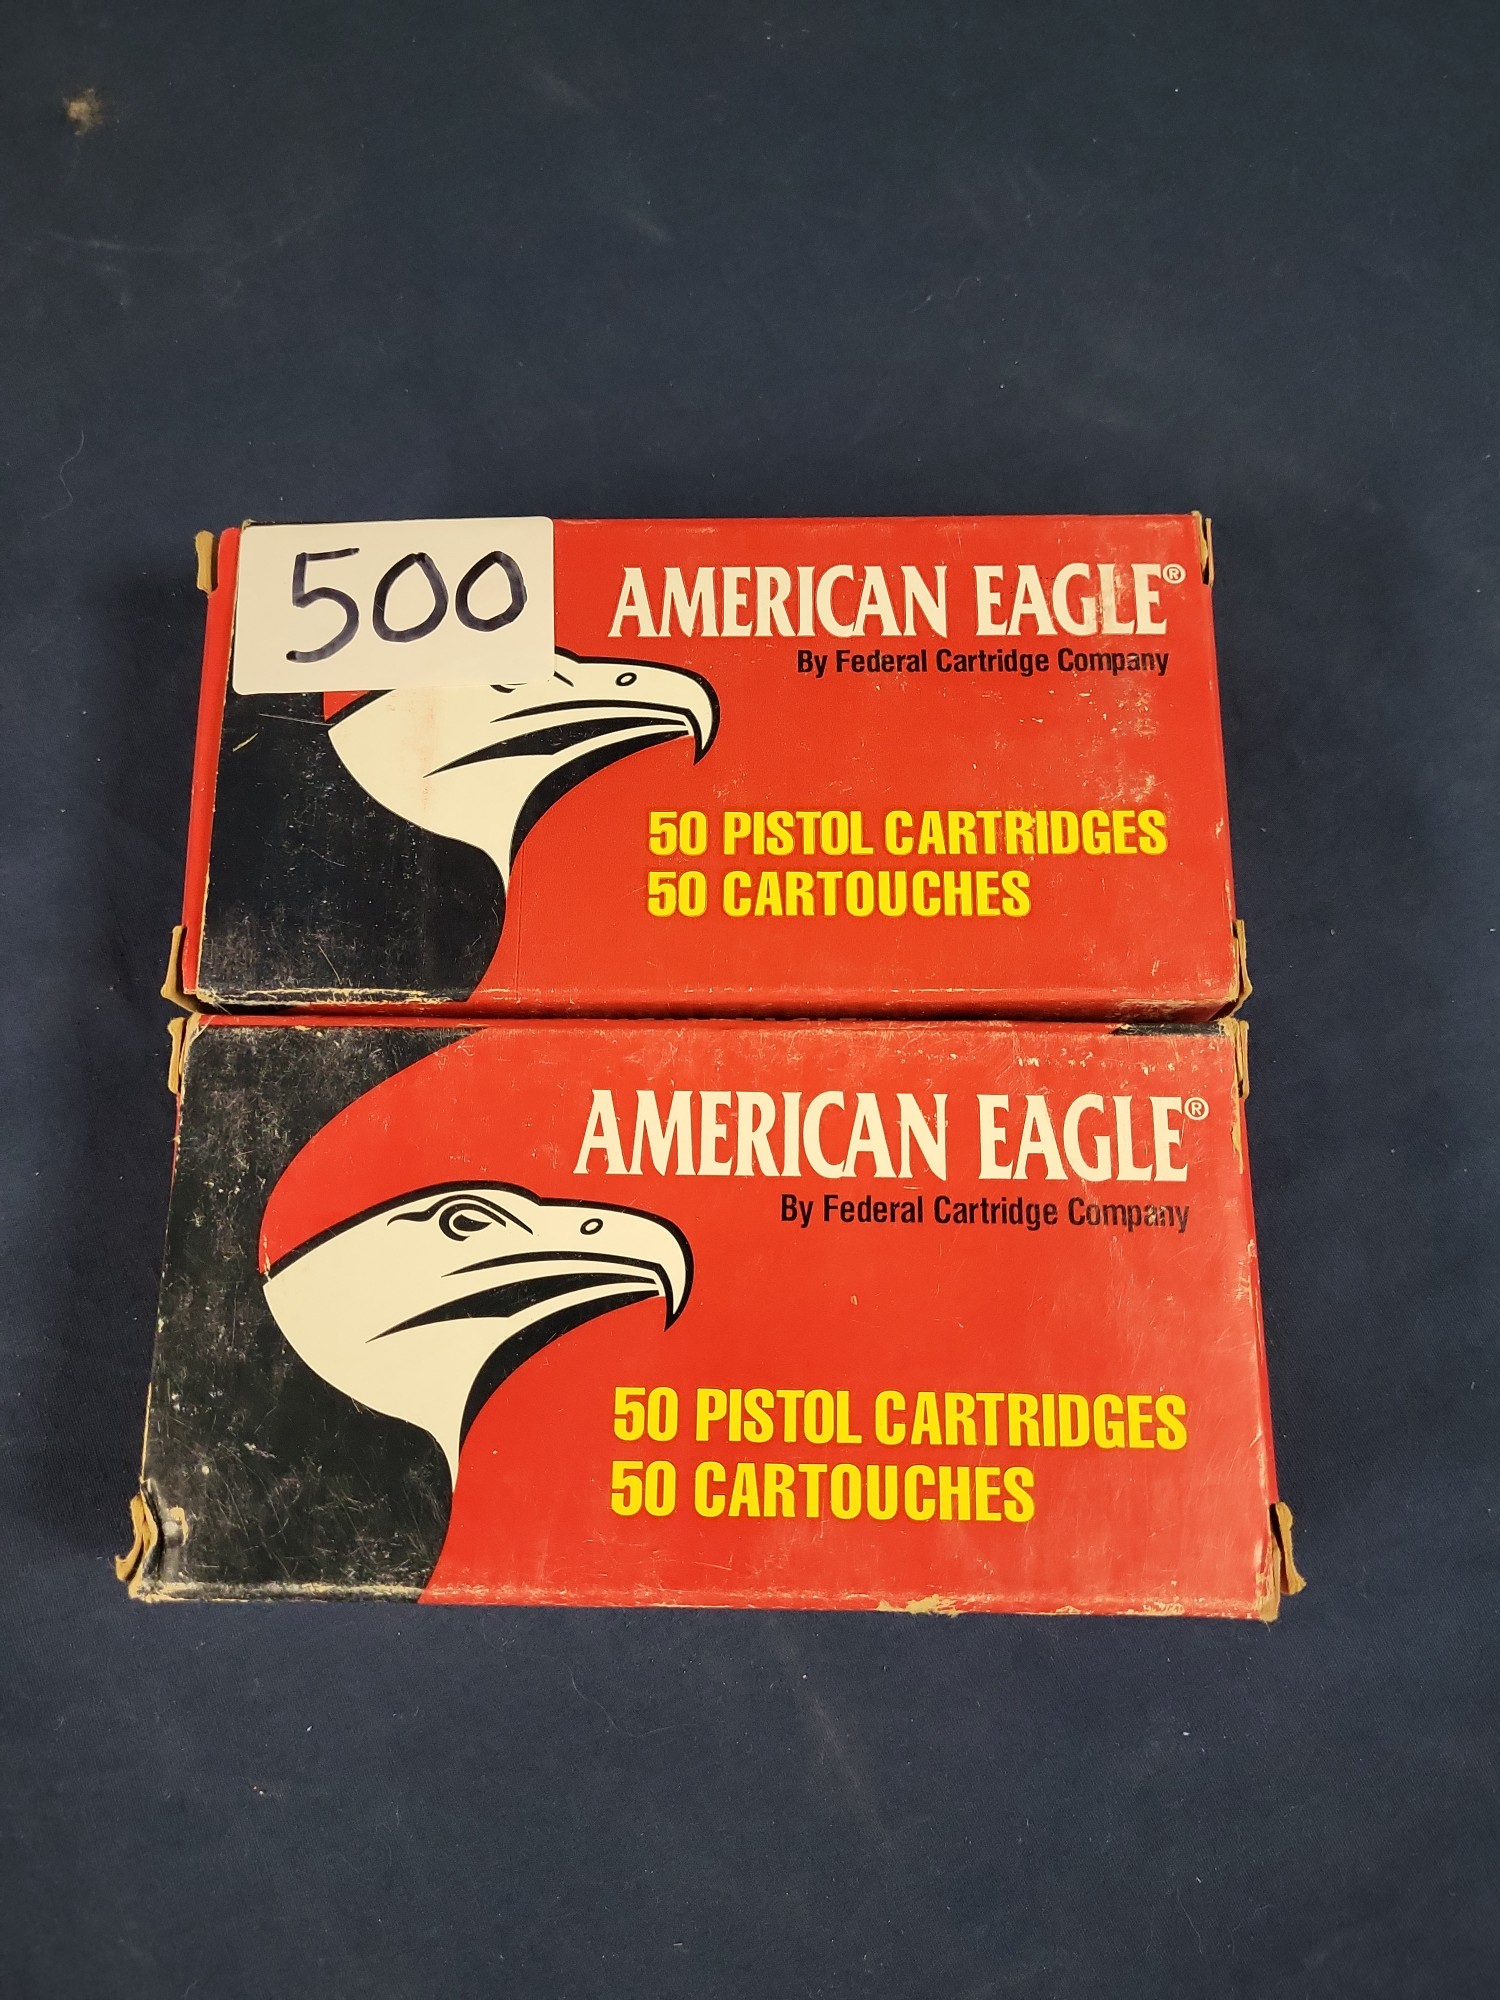 500
AMERICAN EAGLE®
By Federal Cartridge Company
50 PISTOL CARTRIDGES
50 CARTOUCHES
AMERICAN EAGLE®
By Federal Cartridge Company
50 PISTOL CARTRIDGES
50 CARTOUCHES